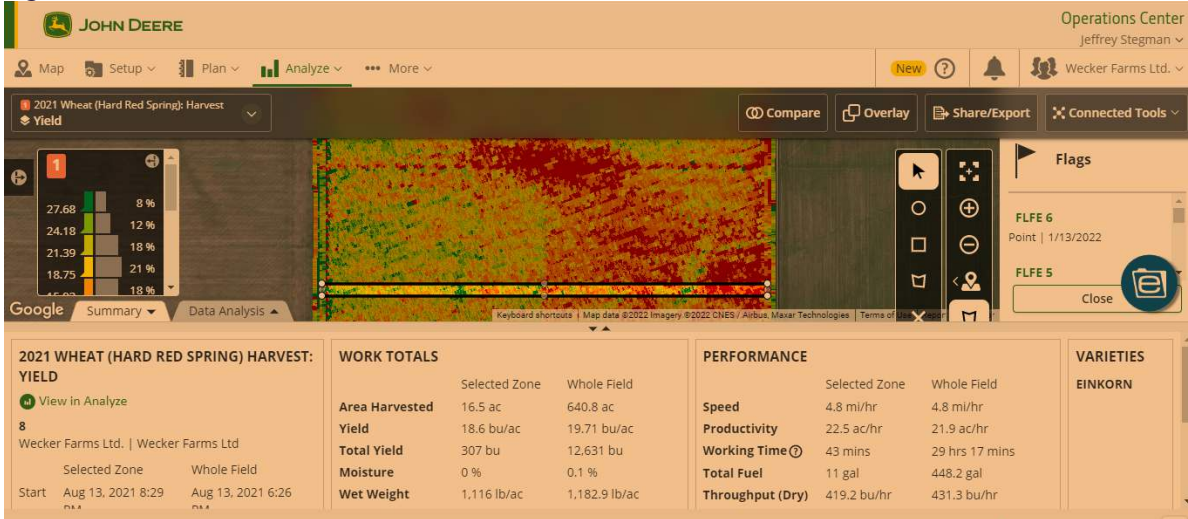 JOHN DEERE
Operations Center
Jeffrey Stegman
Map Setup Plan Analyze ••• More
New ? Wecker Farms Ltd.
1 2021 Wheat (Hard Red Spring): Harvest
Yield
Compare Overlay Share/Export Connected Tools
1
27.68 8 %
24.18 12 %
21.39 18 %
18.75 21 %
18 %
Flags
FLFE 6
Point | 1/13/2022
FLFE 5
Close
Google
Summary Data Analysis
Keyboard shortcuts Map data ©2022 Imagery ©2022 CNES / Airbus, Maxar Technologies Terms of
2021 WHEAT (HARD RED SPRING) HARVEST:
YIELD
View in Analyze
8
Wecker Farms Ltd. | Wecker Farms Ltd
Selected Zone Whole Field
Start Aug 13, 2021 8:29 Aug 13, 2021 6:26
PM PM
WORK TOTALS
Selected Zone Whole Field
Area Harvested 16.5 ac 640.8 ac
Yield 18.6 bu/ac 19.71 bu/ac
Total Yield 307 bu 12,631 bu
Moisture 0 % 0.1 %
Wet Weight 1,116 lb/ac 1,182.9 lb/ac
PERFORMANCE
Selected Zone Whole Field
Speed 4.8 mi/hr 4.8 mi/hr
Productivity 22.5 ac/hr 21.9 ac/hr
Working Time ? 43 mins 29 hrs 17 mins
Total Fuel 11 gal 448.2 gal
Throughput (Dry) 419.2 bu/hr 431.3 bu/hr
VARIETIES
EINKORN